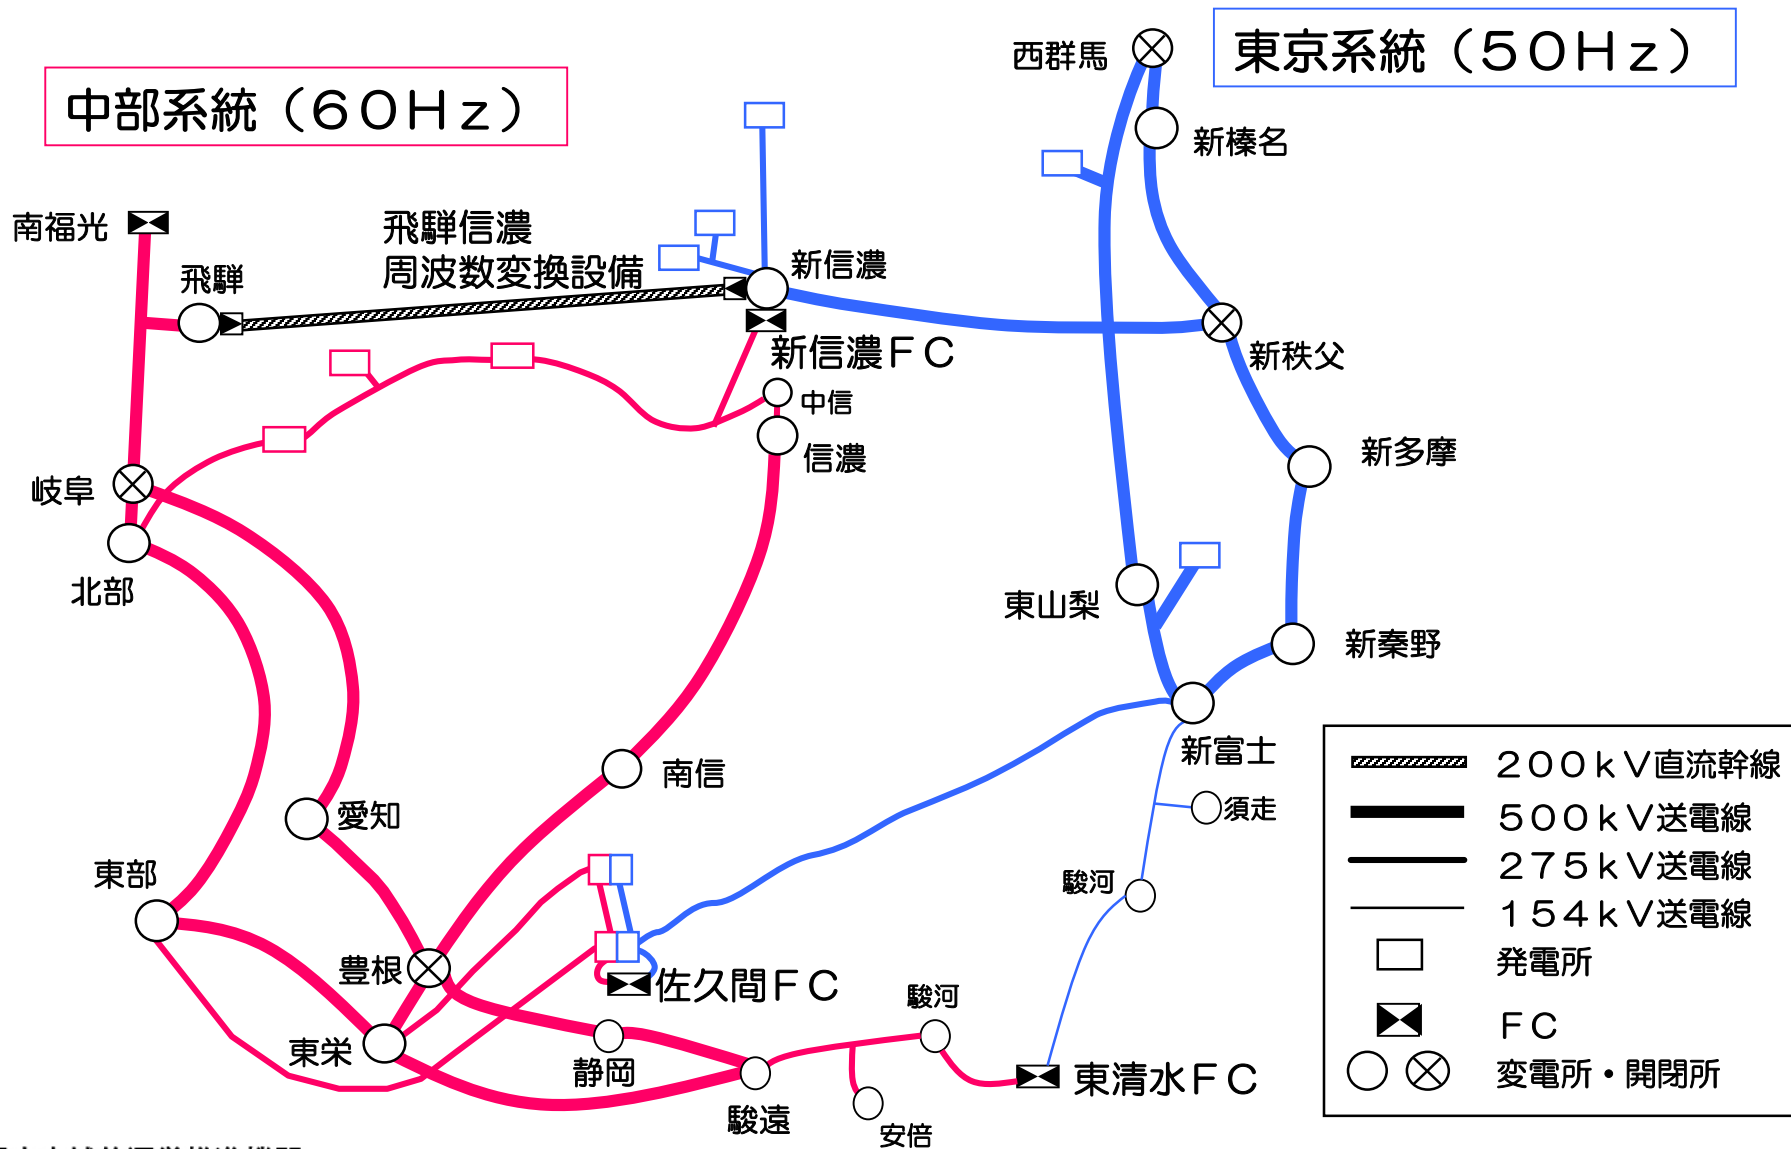 中部系統（60Hz）
東京系統（50Hz）
西群馬
新榛名
南福光
飛騨
飛騨信濃
周波数変換設備
新信濃
新信濃FC
中信
信濃
新秩父
新多摩
岐阜
北部
東山梨
新秦野
新富士
須走
駿河
南信
愛知
東部
豊根
東栄
佐久間FC
静岡
駿遠
駿河
安倍
東清水FC
200kV直流幹線
500kV送電線
275kV送電線
154kV送電線
発電所
FC
変電所・開閉所